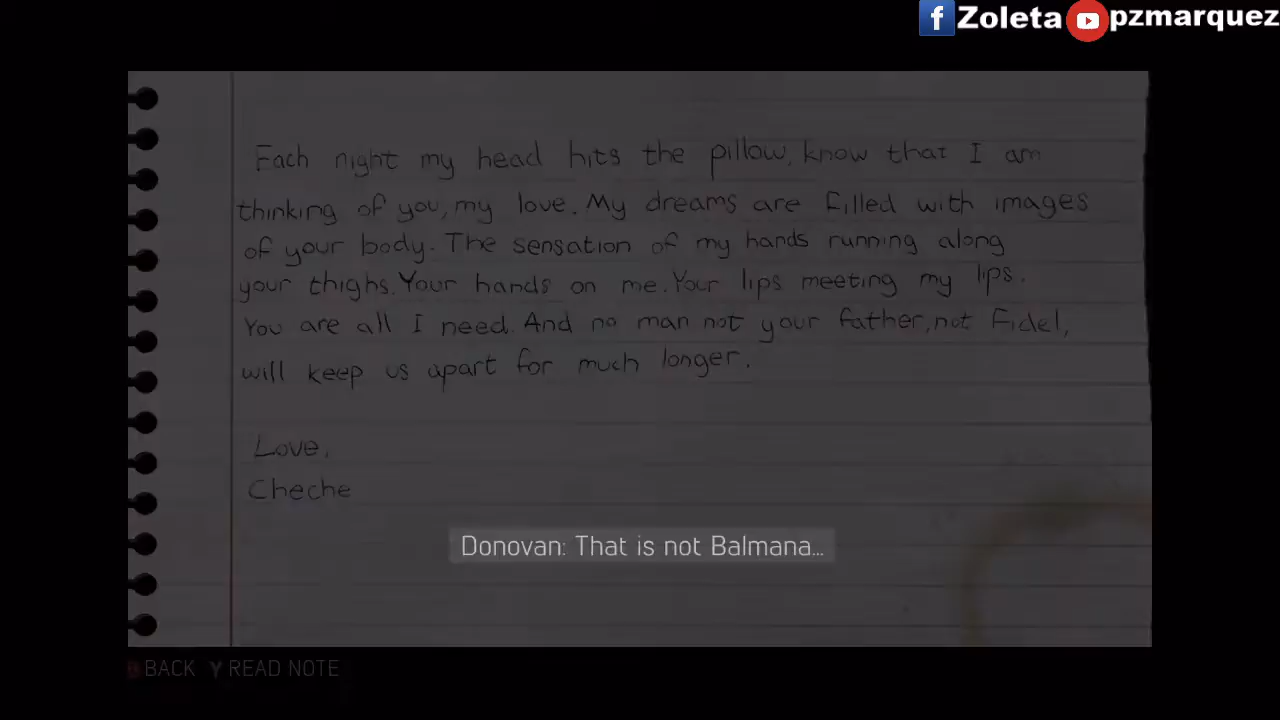 Zoleta pzmarquez
Each night my head hits the pillow, know that I am
thinking of you, my love. My dreams are filled with images
of your body. The sensation of my hands running along
your thighs. Your hands on me. Your lips meeting my lips.
You are all I need. And no man not your father, not Fidel,
will keep us apart for much longer.
Love,
Cheche
Donovan: That is not Balmana...
B BACK Y READ NOTE